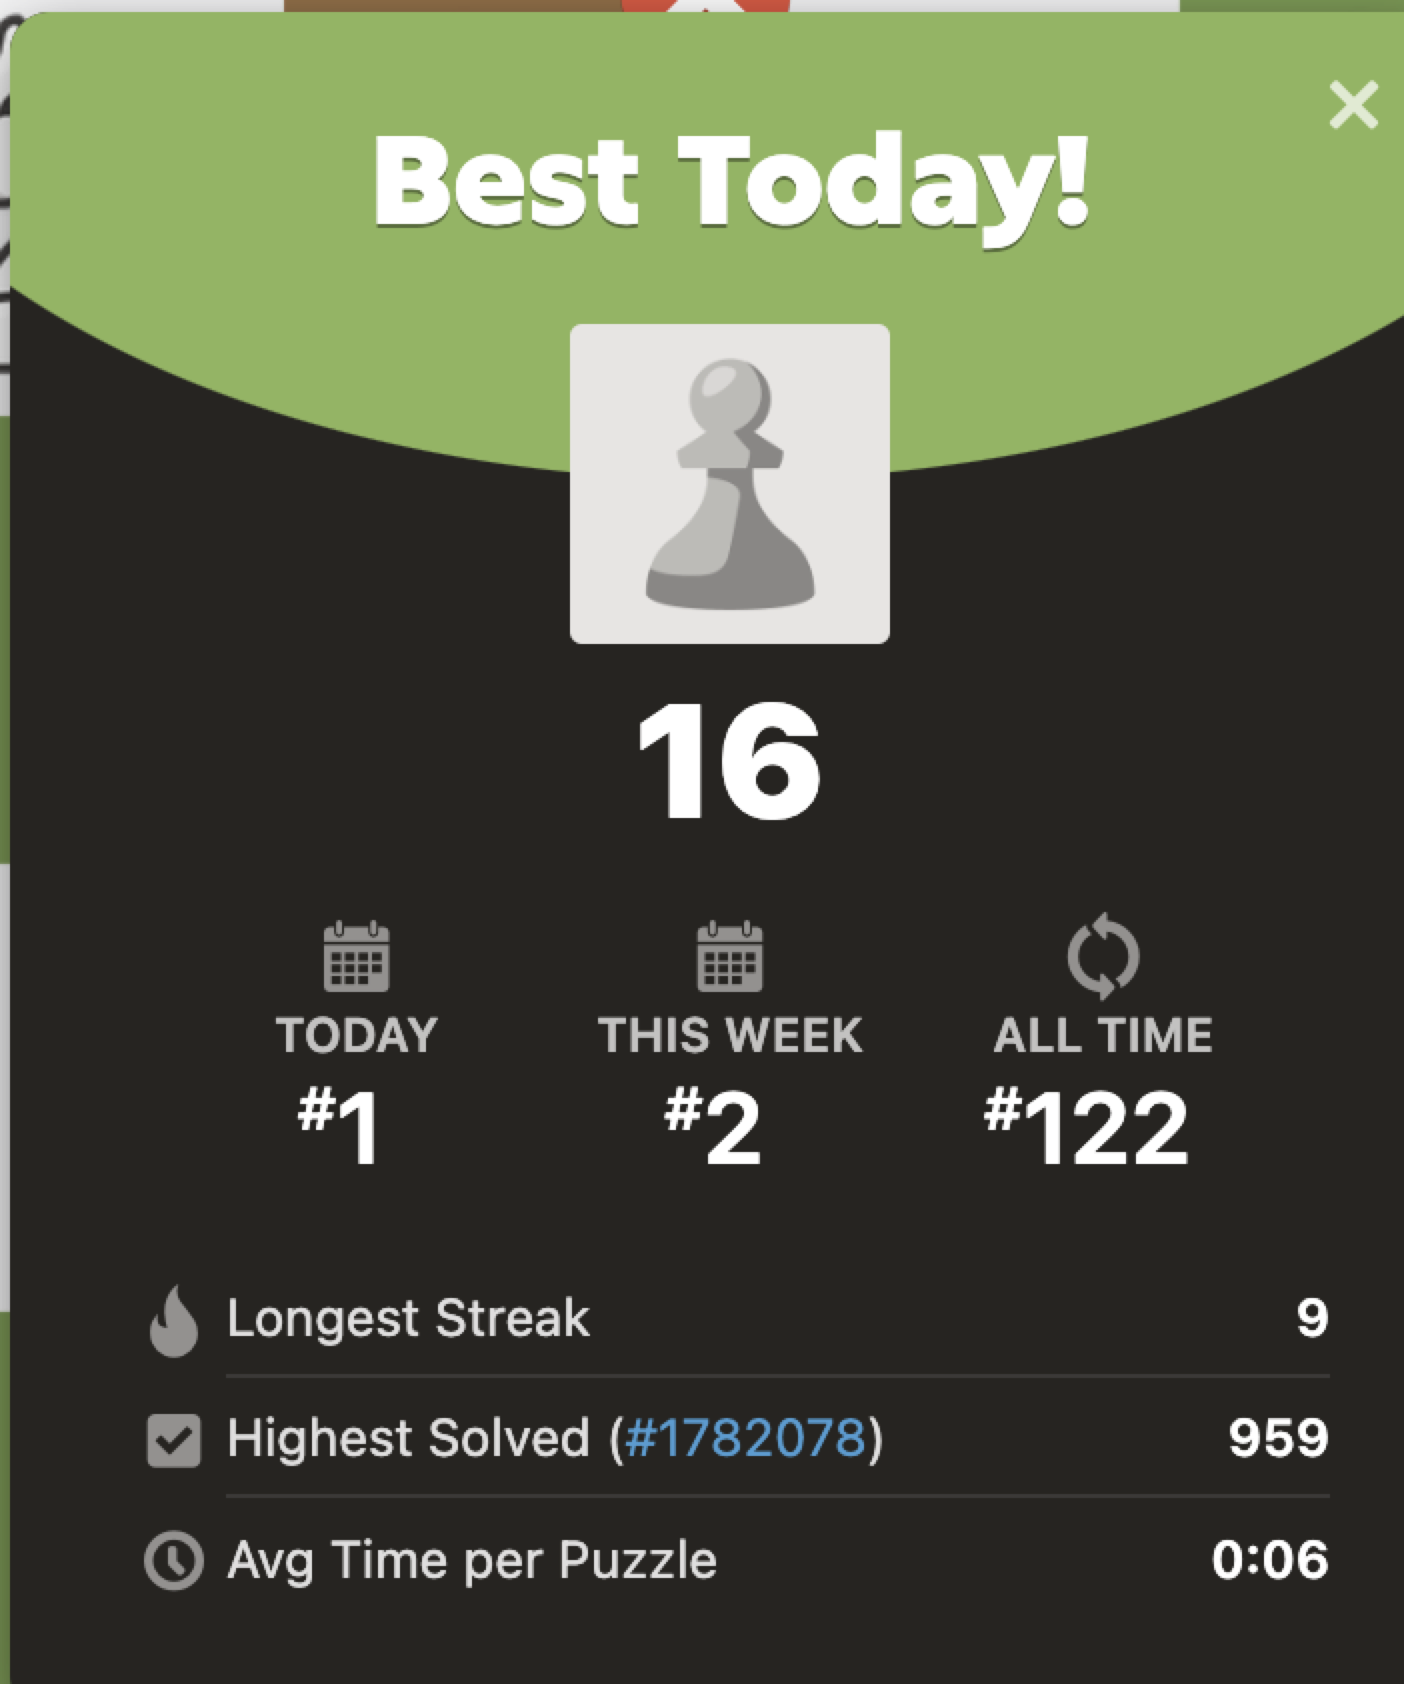 Best Today!
16
TODAY
THIS WEEK
ALL TIME
#1
#2
#122
Longest Streak 9
Highest Solved (#1782078) 959
Avg Time per Puzzle 0:06